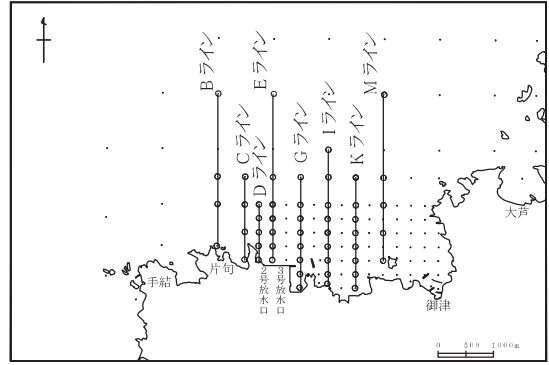 Bライン
Cライン
Dライン
Eライン
Gライン
Iライン
Kライン
Mライン
大芦
片句
手結
2号放水口
3号放水口
御津
0 500 1000m